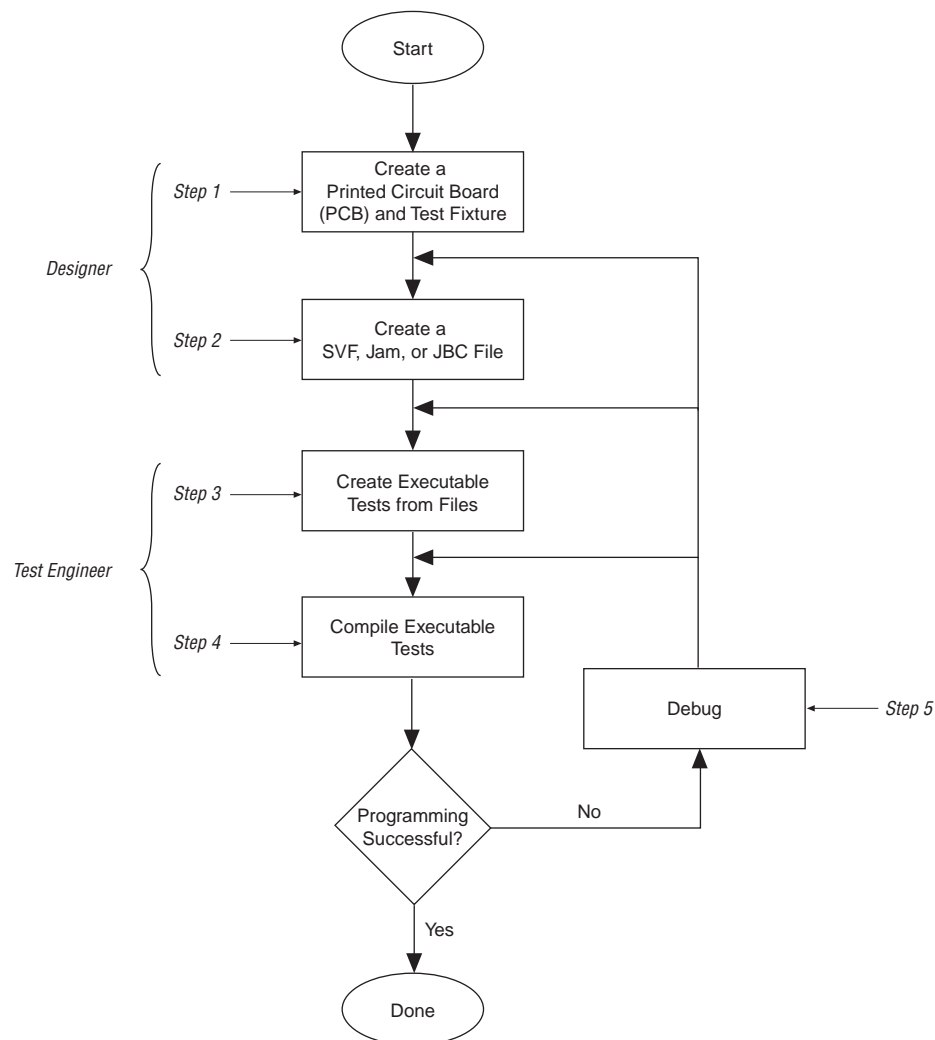 Start
Create a
Printed Circuit Board
(PCB) and Test Fixture
Step 1
Designer
Create a
SVF, Jam, or JBC File
Step 2
Create Executable
Tests from Files
Step 3
Test Engineer
Compile Executable
Tests
Step 4
Debug
Step 5
Programming
Successful?
No
Yes
Done